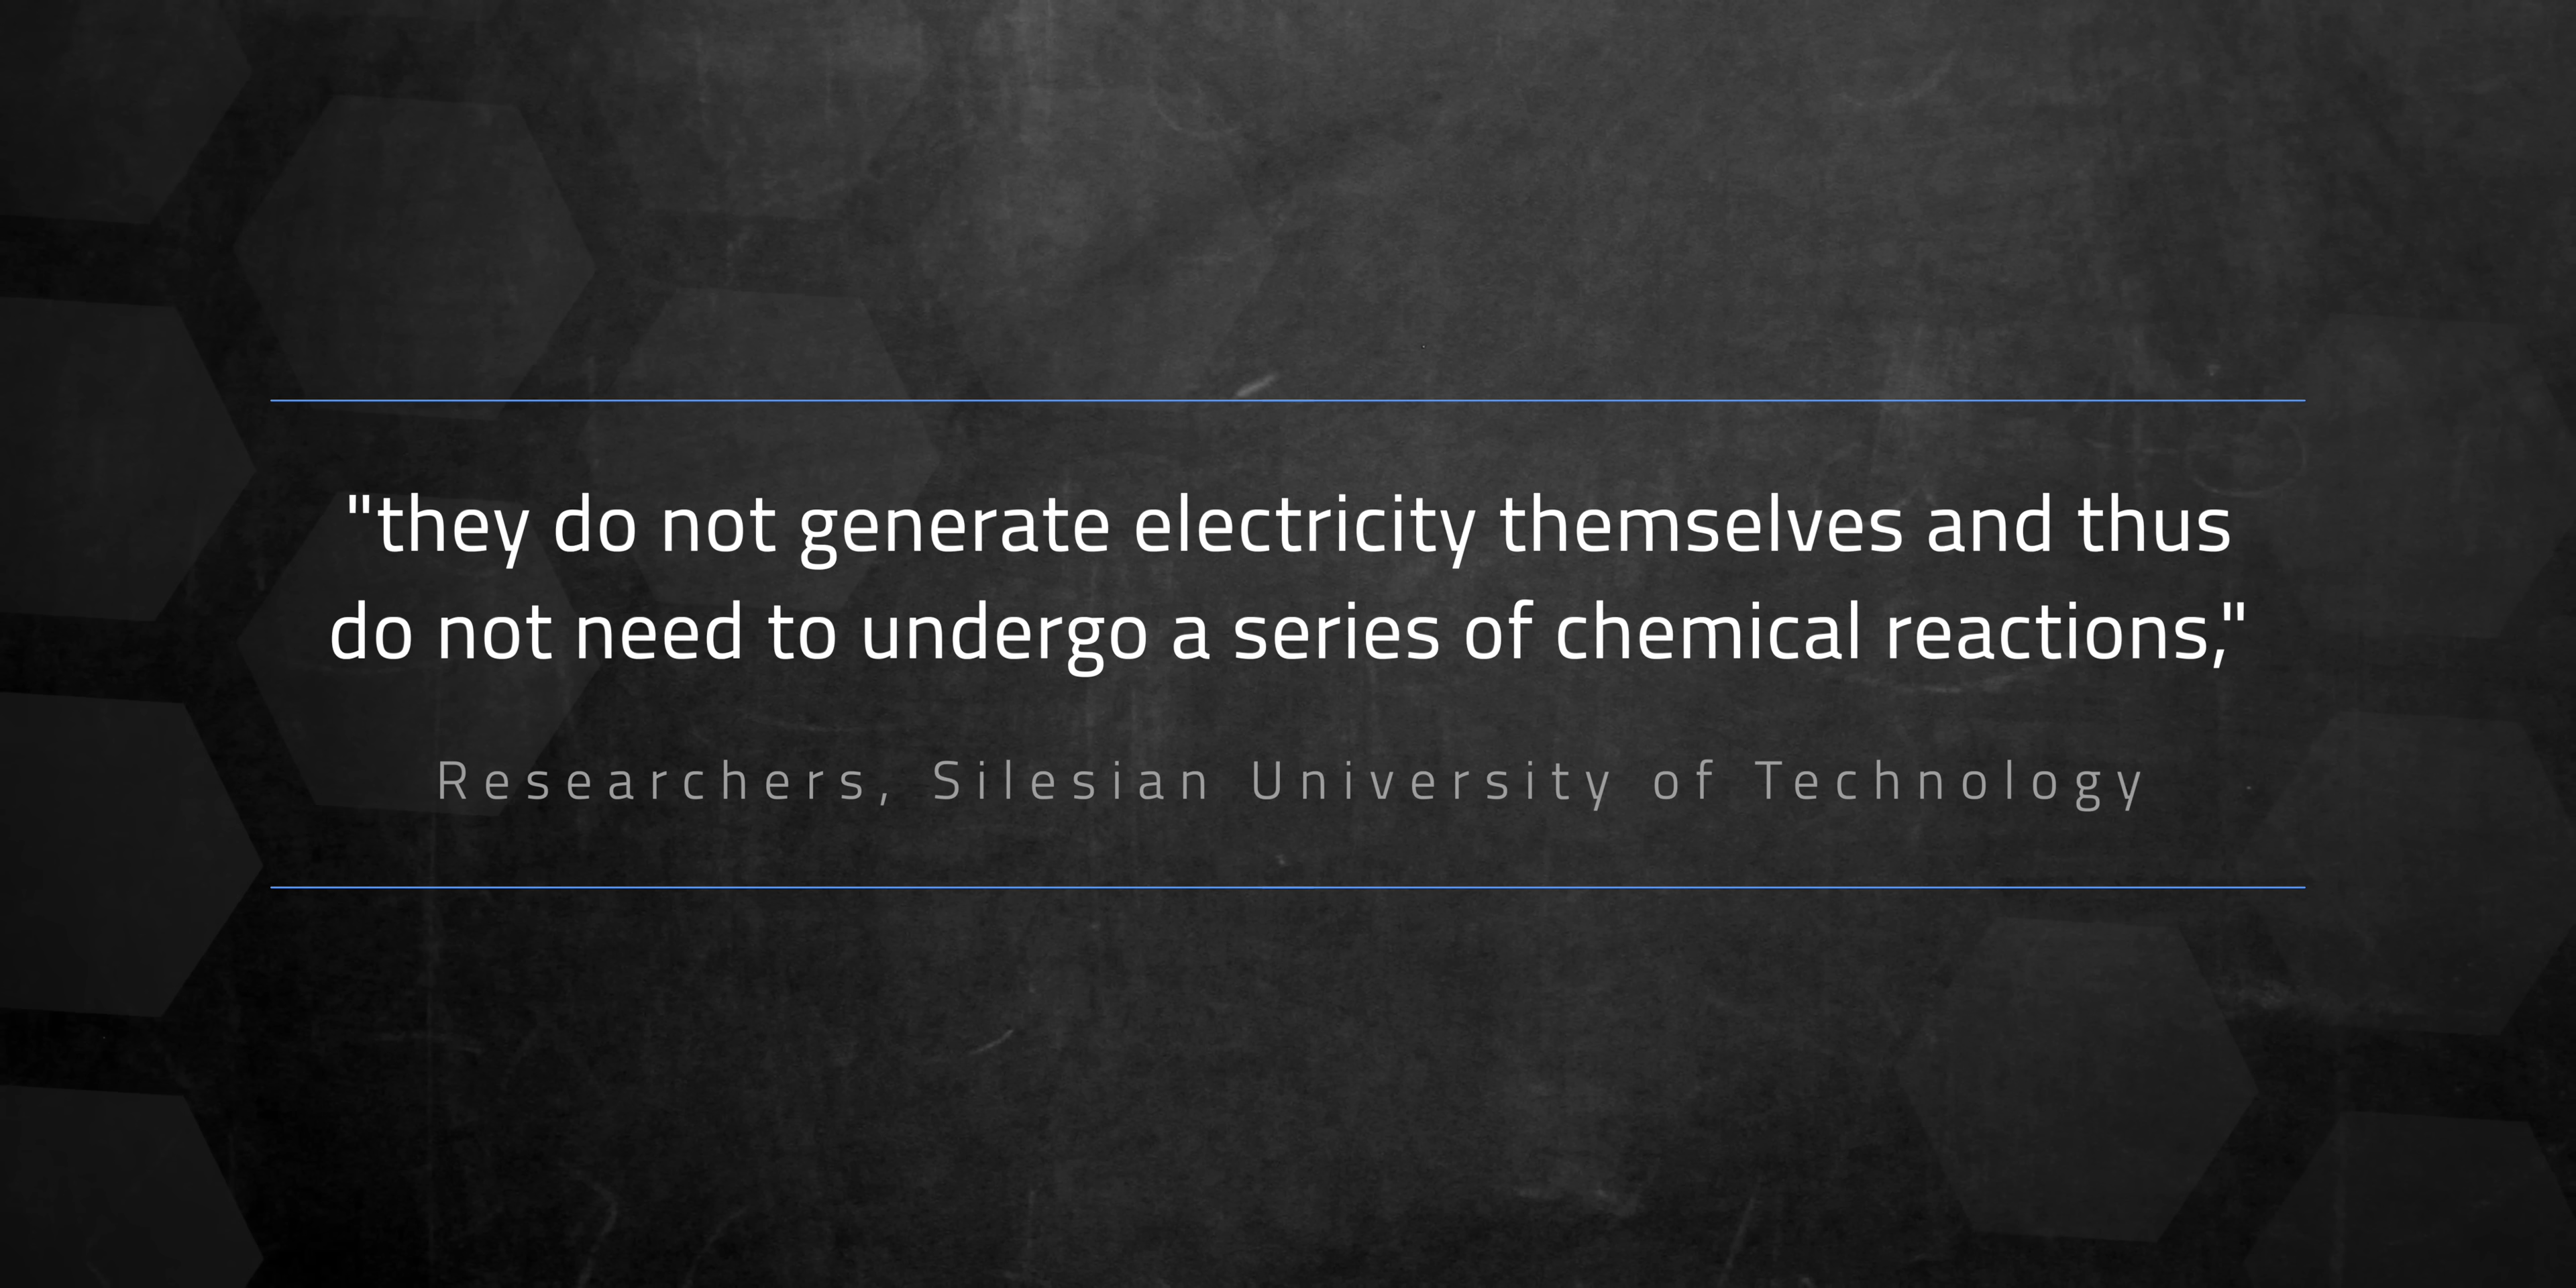 "they do not generate electricity themselves and thus
do not need to undergo a series of chemical reactions,"
Researchers, Silesian University of Technology